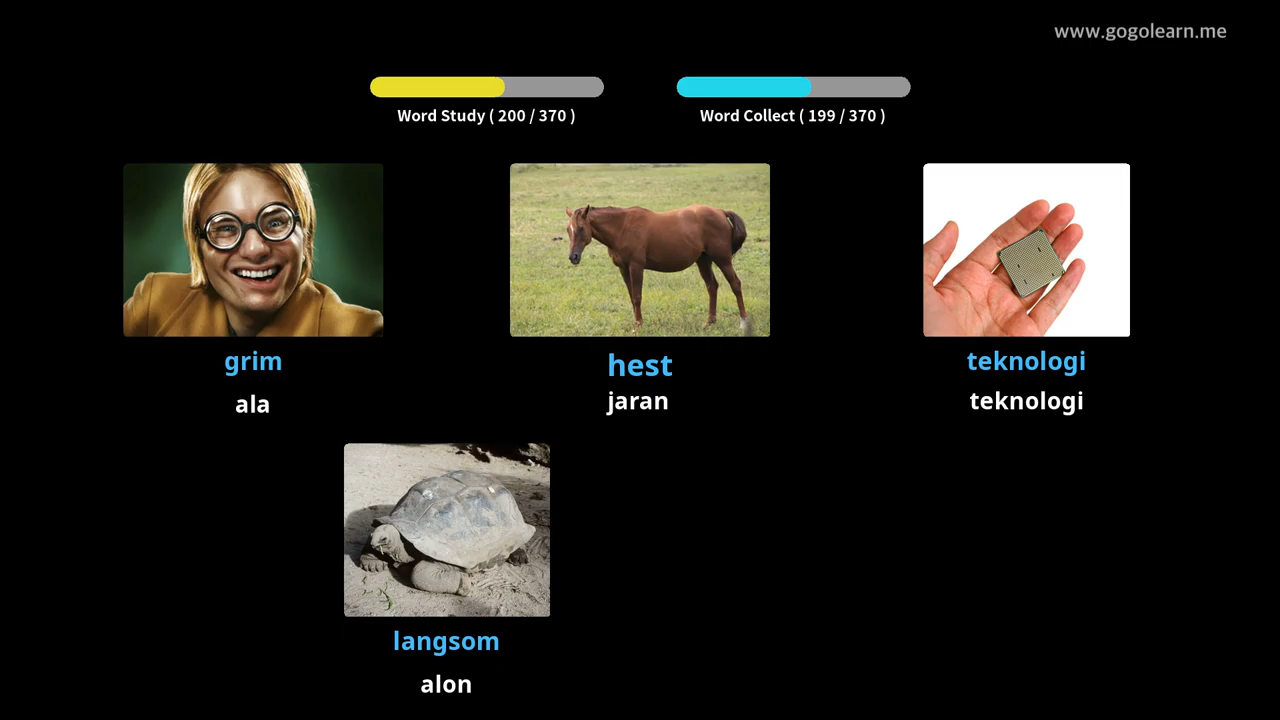 www.gogolearn.me
Word Study ( 200 / 370 )
Word Collect ( 199 / 370 )
grim
ala
hest
jaran
teknologi
teknologi
langsom
alon